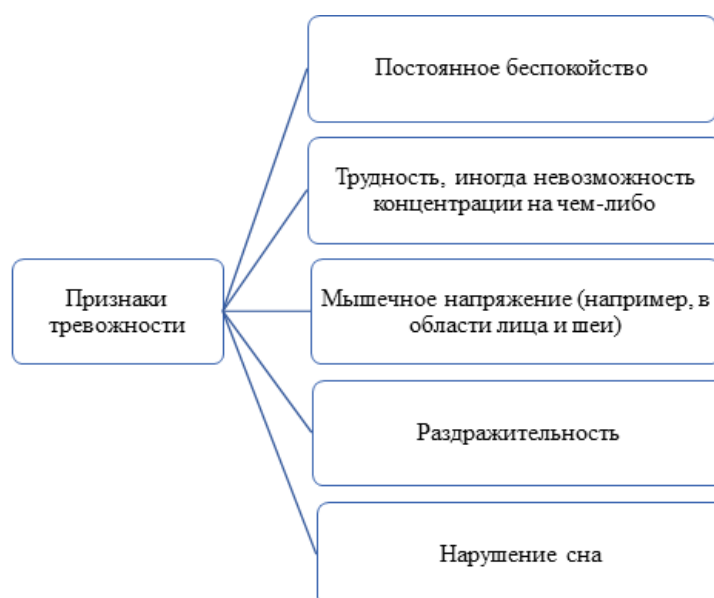 Постоянное беспокойство
Трудность, иногда невозможность
концентрации на чем-либо
Признаки
тревожности
Мышечное напряжение (например, в
области лица и шеи)
Раздражительность
Нарушение сна